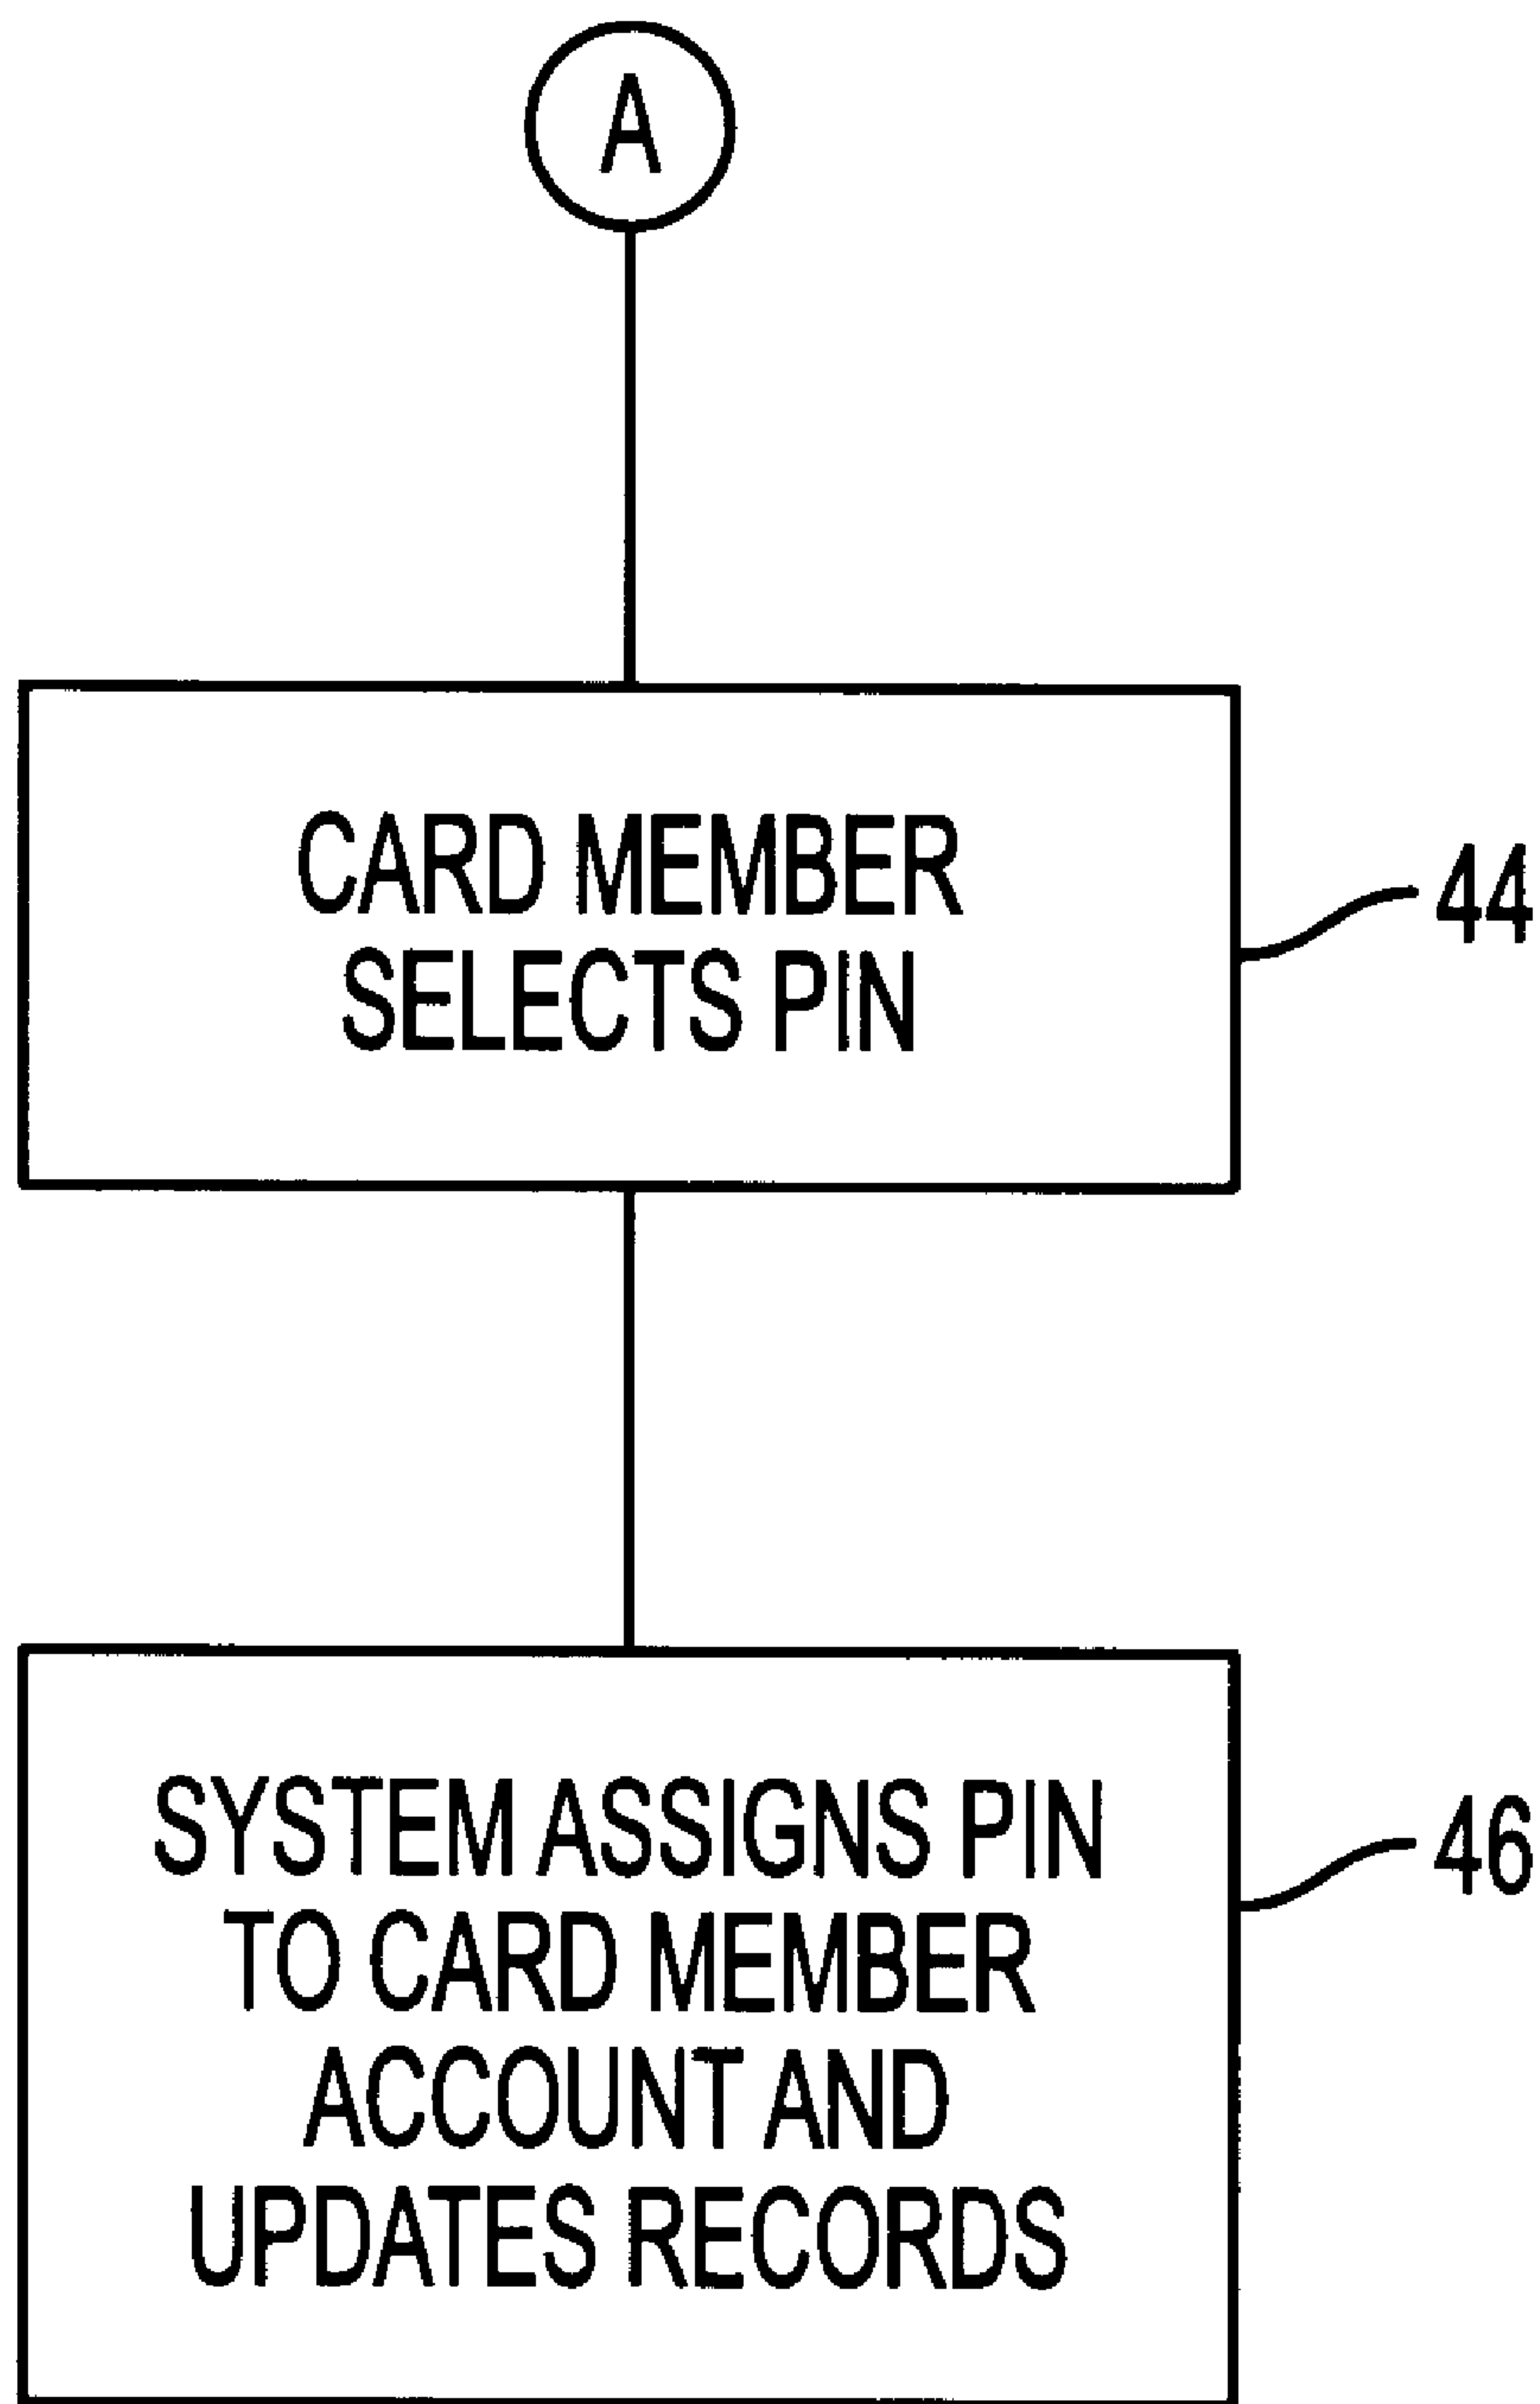 A
CARD MEMBER
SELECTS PIN
44
SYSTEM ASSIGNS PIN
TO CARD MEMBER
ACCOUNT AND
UPDATES RECORDS
46